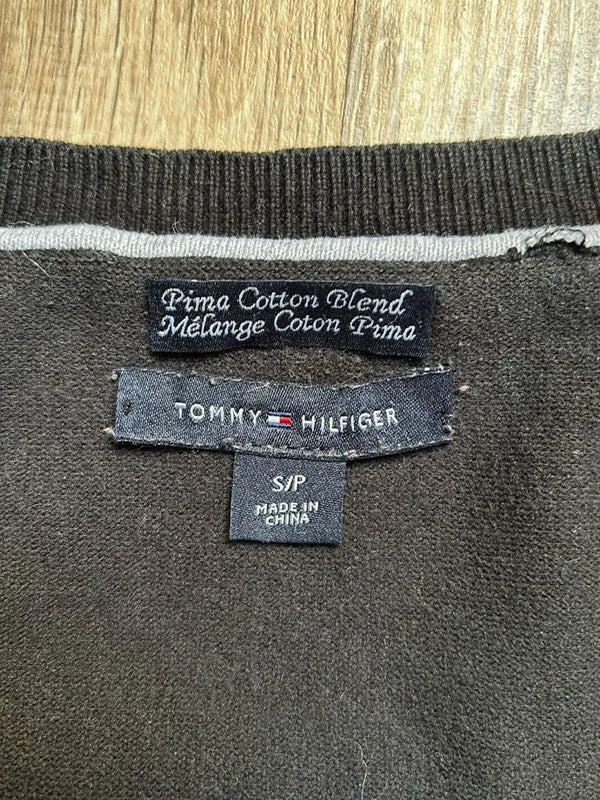 Pima Cotton Blend
Mélange Coton Pima
TOMMY HILFIGER
S/P
MADE IN
CHINA